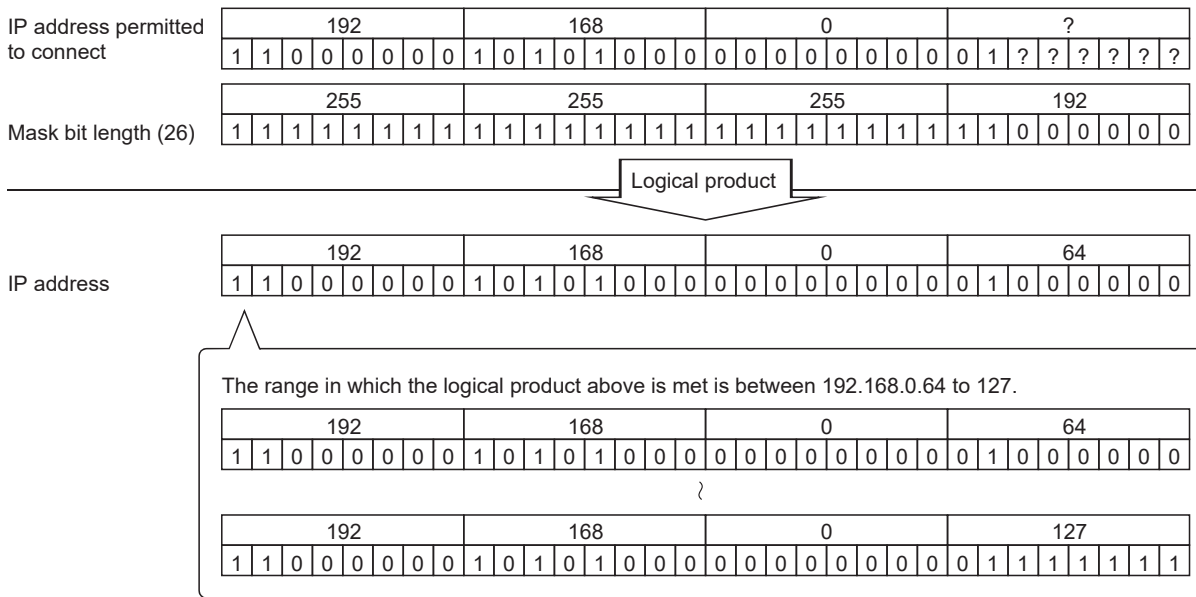 IP address permitted to connect
192 168 0 ?
1 1 0 0 0 0 0 0 1 0 1 0 1 0 0 0 0 0 0 0 0 0 0 0 0 1 ? ? ? ? ? ?
255 255 255 192
Mask bit length (26)
1 1 1 1 1 1 1 1 1 1 1 1 1 1 1 1 1 1 1 1 1 1 1 1 1 1 0 0 0 0 0 0
Logical product
192 168 0 64
IP address
1 1 0 0 0 0 0 0 1 0 1 0 1 0 0 0 0 0 0 0 0 0 0 0 0 1 0 0 0 0 0 0
The range in which the logical product above is met is between 192.168.0.64 to 127.
192 168 0 64
1 1 0 0 0 0 0 0 1 0 1 0 1 0 0 0 0 0 0 0 0 0 0 0 0 1 0 0 0 0 0 0
~
192 168 0 127
1 1 0 0 0 0 0 0 1 0 1 0 1 0 0 0 0 0 0 0 0 0 0 0 0 1 1 1 1 1 1 1